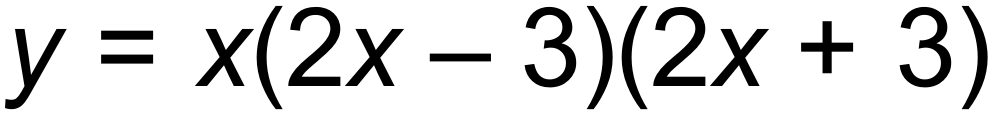 y = x(2x – 3)(2x + 3)